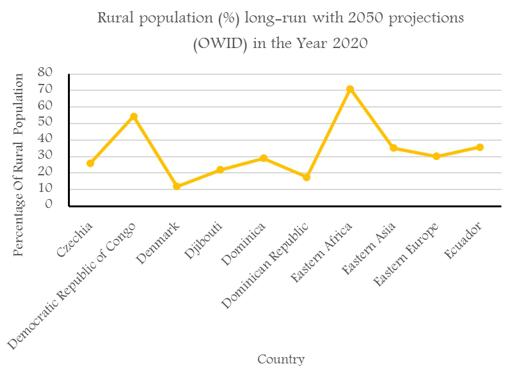 Rural population (%) long-run with 2050 projections
(OWID) in the Year 2020
Percentage Of Rural Population
80
70
60
50
40
30
20
10
0
Czechia
Democratic Republic of Congo
Denmark
Djibouti
Dominica
Dominican Republic
Eastern Africa
Eastern Asia
Eastern Europe
Ecuador
Country